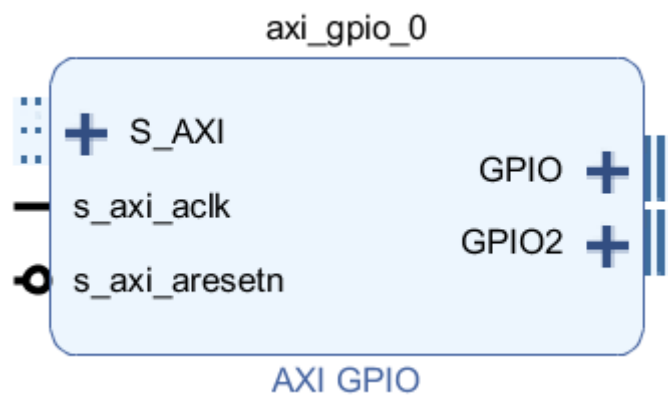 axi_gpio_0
S_AXI
s_axi_aclk
s_axi_aresetn
GPIO
GPIO2
AXI GPIO